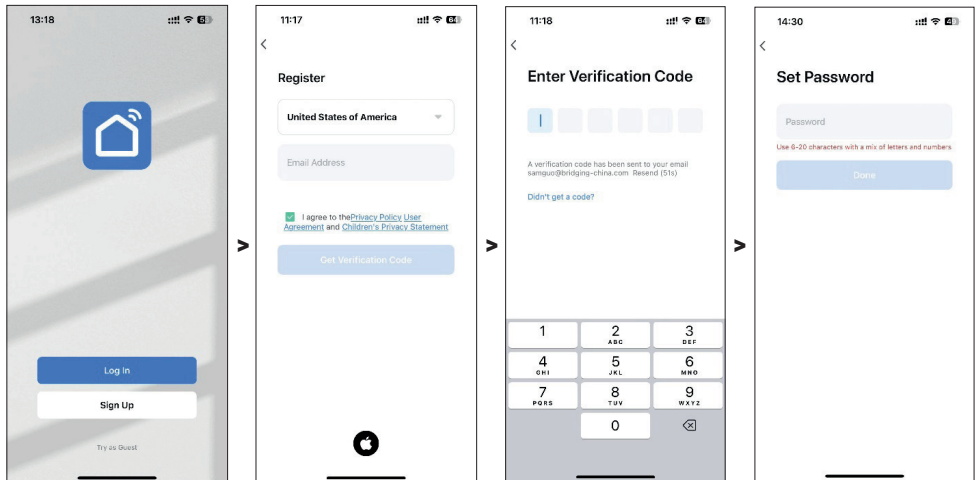 13:18
Log In
Sign Up
Try as Guest
>
11:17
64
Register
United States of America
Email Address
I agree to thePrivacy Policy User
Agreement and Children's Privacy Statement
Get Verification Code
>
11:18
64
Enter Verification Code
A verification code has been sent to your email
samguo@bridging-china.com Resend (51s)
Didn't get a code?
1
2
ABC
3
DEF
4
GHI
5
JKL
6
MNO
7
PQRS
8
TUV
9
WXYZ
0
>
14:30
Set Password
Password
Use 6-20 characters with a mix of letters and numbers
Done